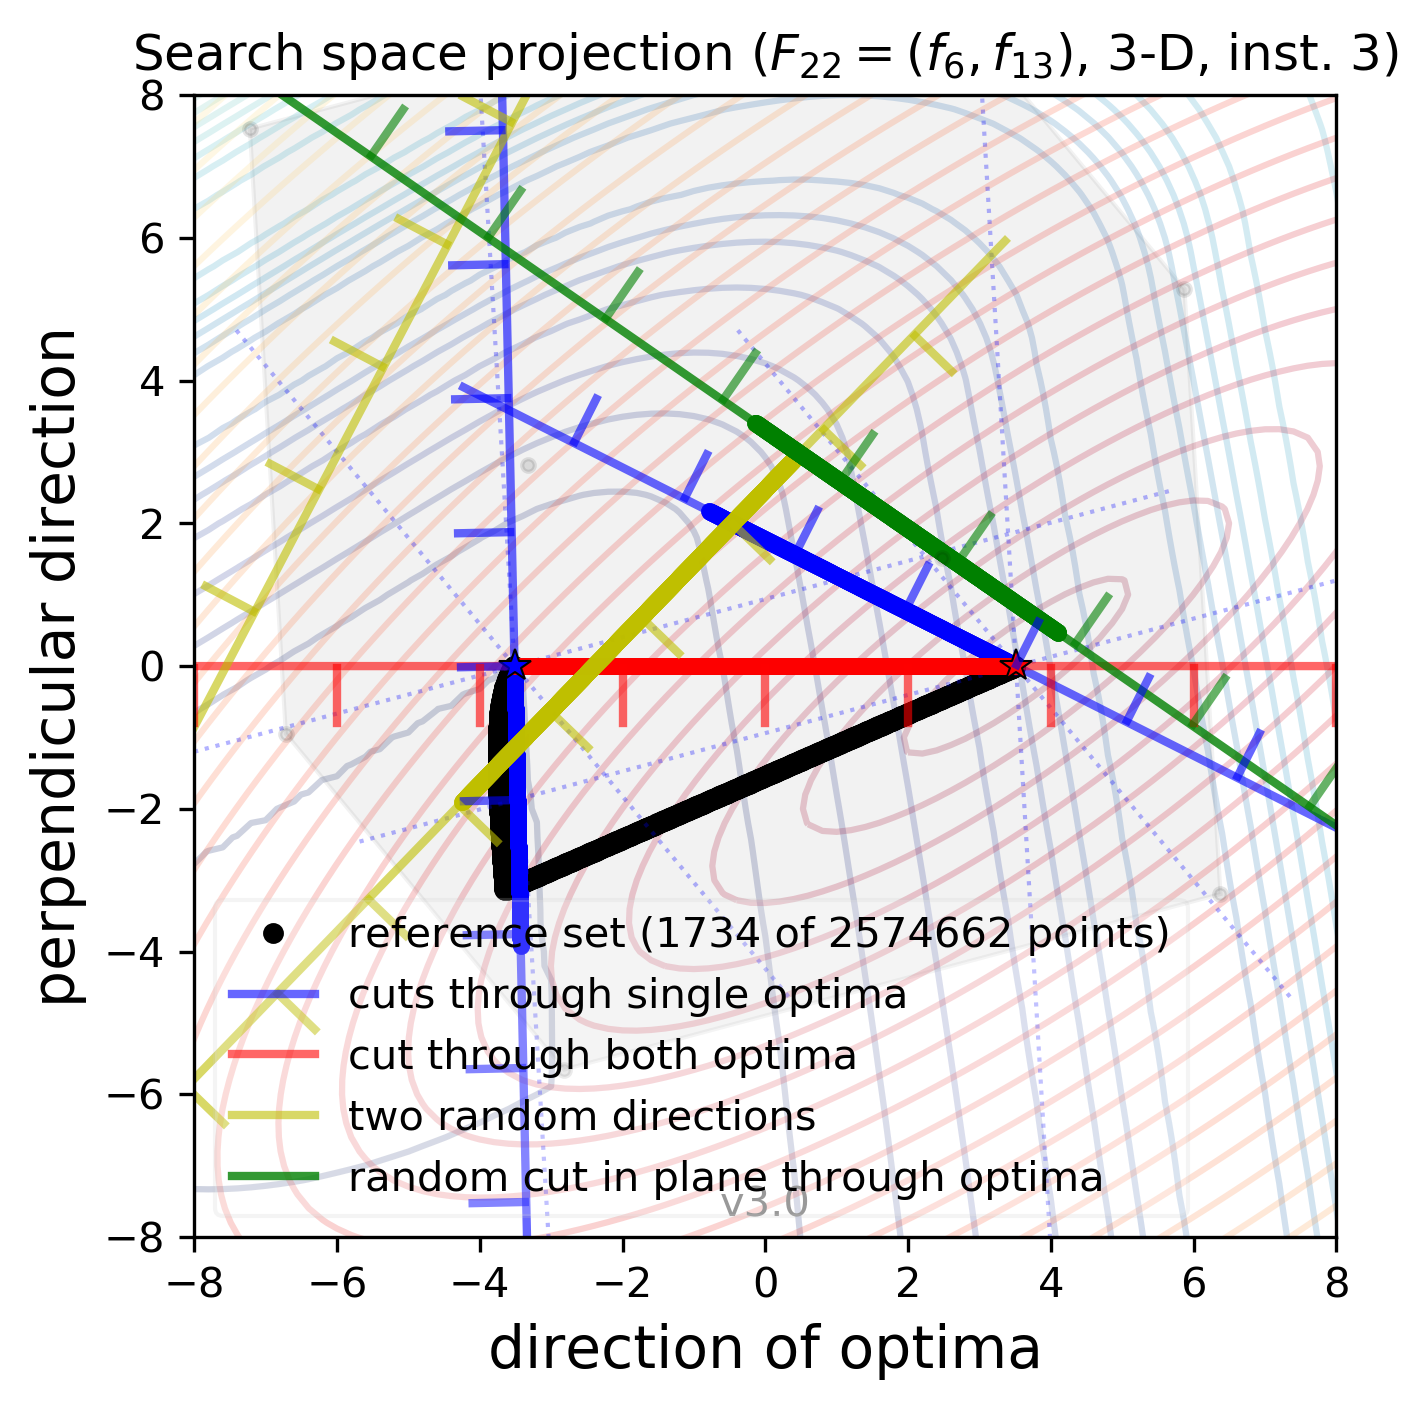 Search space projection (F22 = (f6, f13), 3-D, inst. 3)
8
6
4
2
0
−2
−4
−6
−8
perpendicular direction
reference set (1734 of 2574662 points)
cuts through single optima
cut through both optima
two random directions
random cut in plane through optima
v3.0
−8 −6 −4 −2 0 2 4 6 8
direction of optima